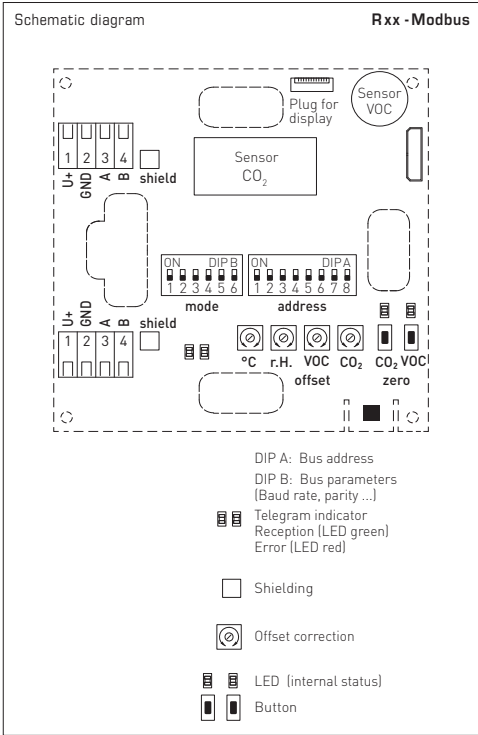 Schematic diagram
Rxx - Modbus
Plug for
display
Sensor
VOC
Sensor
CO₂
1 2 3 4
U+ GND A B shield
ON DIP B
1 2 3 4 5 6
mode
ON DIP A
1 2 3 4 5 6 7 8
address
U+ GND A B shield
1 2 3 4
°C r.H. VOC CO₂ CO₂ VOC
offset zero
DIP A: Bus address
DIP B: Bus parameters
(Baud rate, parity ...)
Telegram indicator
Reception (LED green)
Error (LED red)
Shielding
Offset correction
LED (internal status)
Button